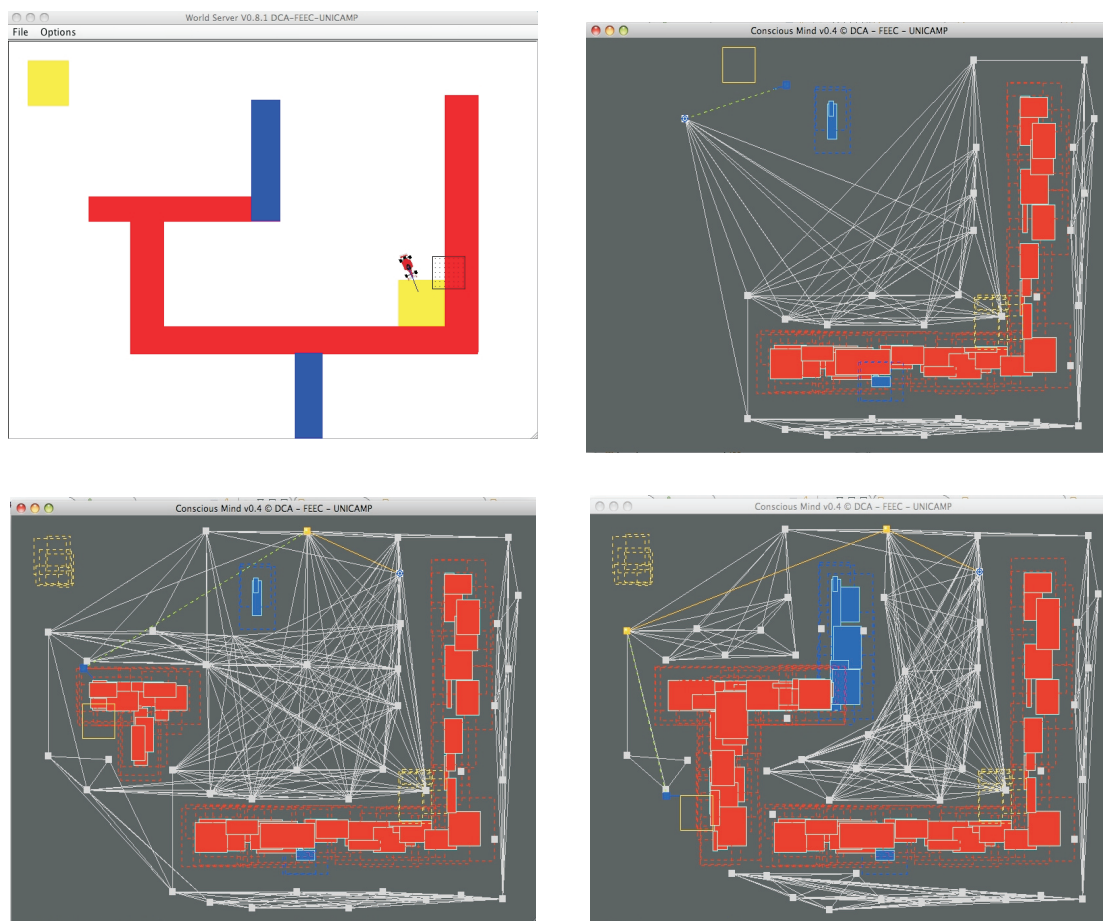 World Server V0.8.1 DCA-FEEC-UNICAMP
File Options
Conscious Mind v0.4 © DCA - FEEC - UNICAMP
Conscious Mind v0.4 © DCA - FEEC - UNICAMP
Conscious Mind v0.4 © DCA - FEEC - UNICAMP